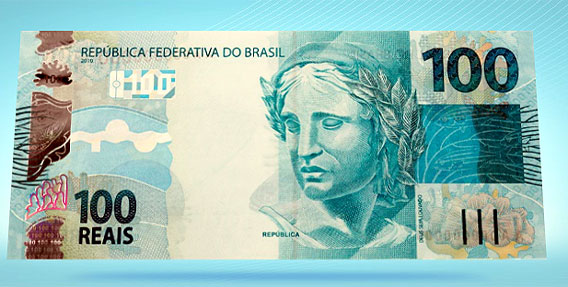 REPÚBLICA FEDERATIVA DO BRASIL
2010
100
100
REAIS
REPÚBLICA